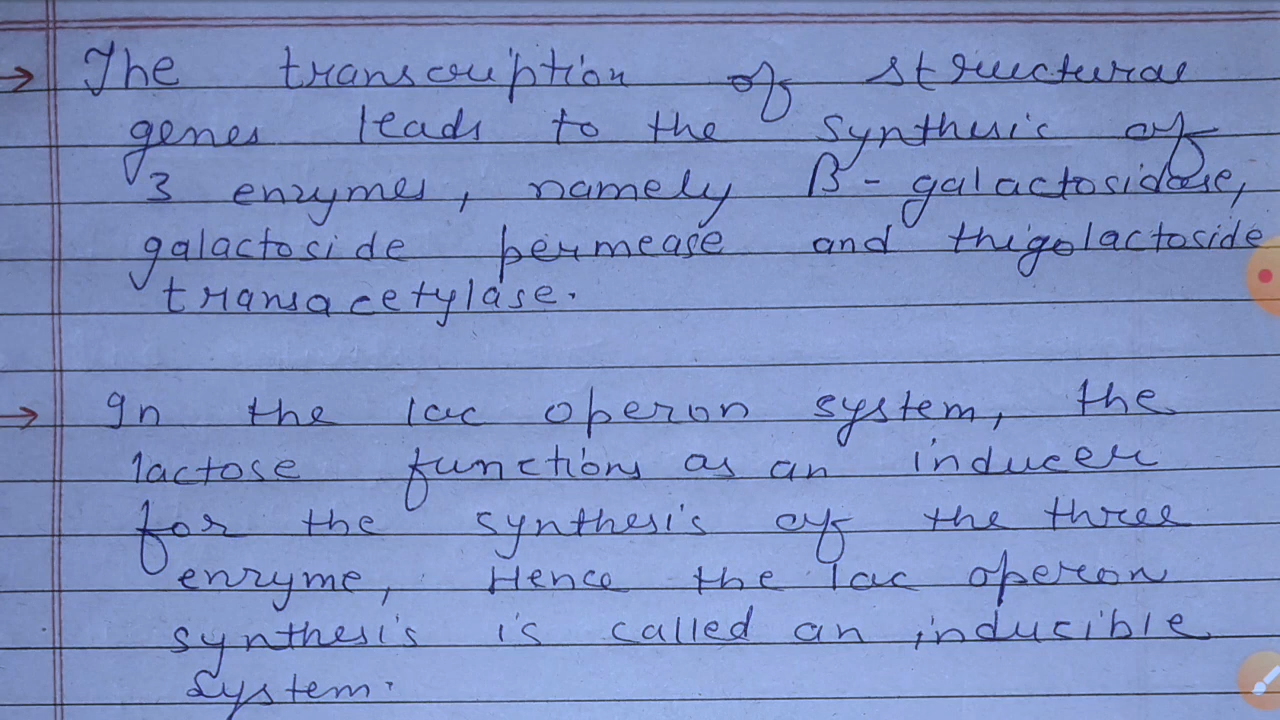 → The transcription of structural
genes leads to the synthesis of
3 enzymes, namely β-galactosidase,
galactoside permease and thigolactoside
transacetylase.
→ In the lac operon system, the
lactose functions as an inducer
for the synthesis of the three
enzyme, Hence the lac operon
synthesis is called an inducible
system.